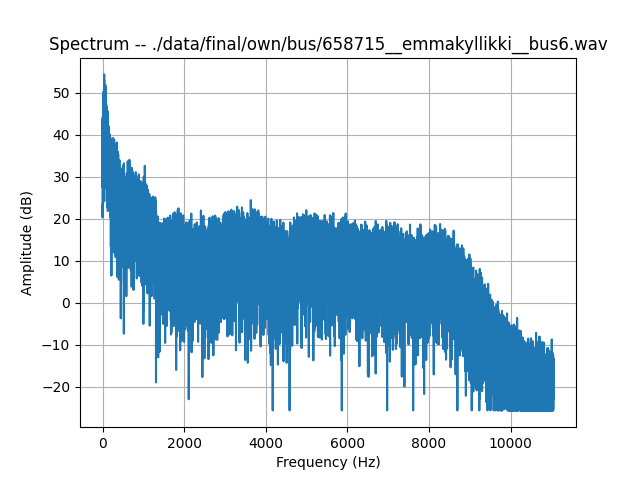 Spectrum -- ./data/final/own/bus/658715__emmakyllikki__bus6.wav
50
40
30
20
10
0
−10
−20
Amplitude (dB)
0 2000 4000 6000 8000 10000
Frequency (Hz)